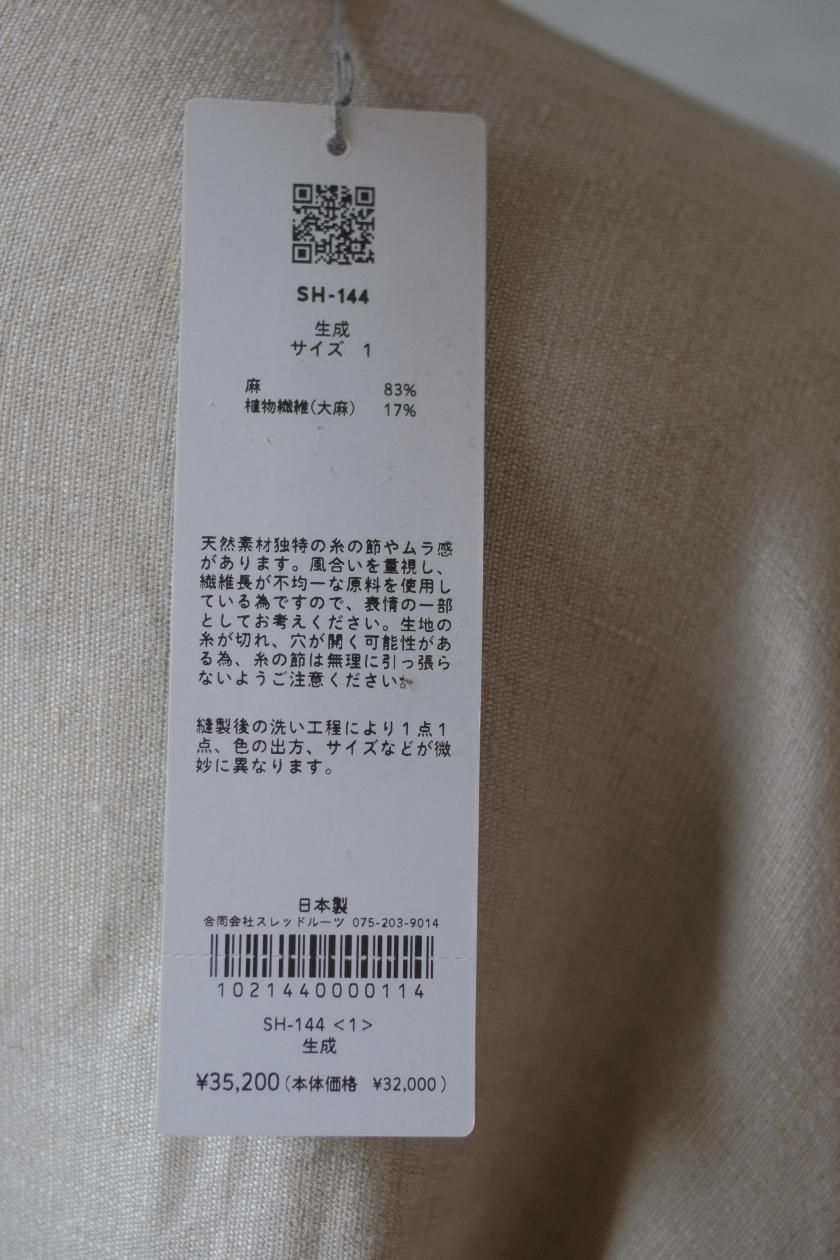 SH-144
生成
サイズ 1
麻 83%
植物繊維(大麻) 17%
天然素材独特の糸の節やムラ感
があります。風合いを重視し、
繊維長が不均一な原料を使用し
ている為ですので、表情の一部
としてお考えください。生地の
糸が切れ、穴が開く可能性があ
る為、糸の節は無理に引っ張ら
ないようご注意ください。
縫製後の洗い工程により1点1
点、色の出方、サイズなどが微
妙に異なります。
日本製
合同会社スレッドルーツ 075-203-9014
1021440000114
SH-144 <1>
生成
¥35,200(本体価格 ¥32,000)